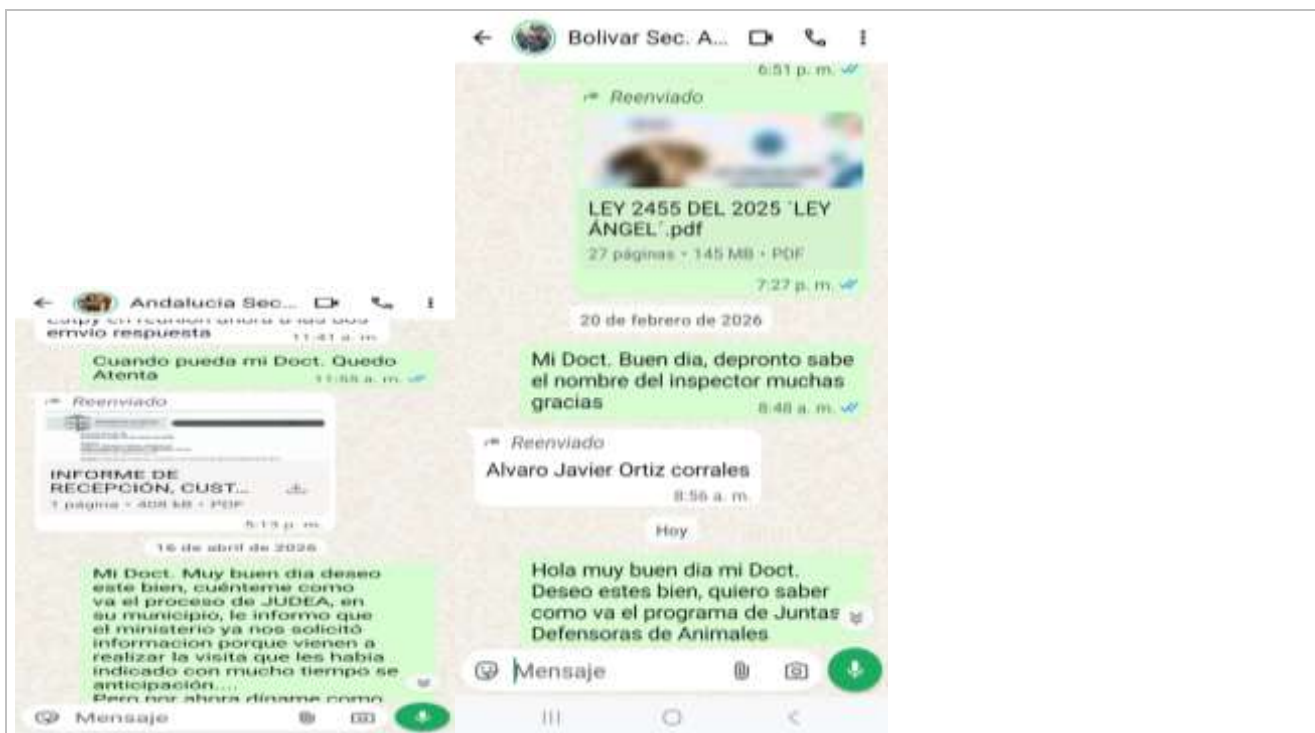 Andalucia Sec...
envio respuesta
11:41 a. m.
Cuando pueda mi Doct. Quedo
Atenta
11:55 a. m.
Reenviado
INFORME DE
RECEPCIÓN, CUST...
1 página • 408 kB • PDF
5:13 p. m.
16 de abril de 2026
Mi Doct. Muy buen dia deseo
este bien, cuénteme como
va el proceso de JUDEA, en
su municipio, le informo que
el ministerio ya nos solicitó
informacion porque vienen a
realizar la visita que les habia
indicado con mucho tiempo se
anticipación....
Pero por ahora dígame como
Mensaje
Bolivar Sec. A...
6:51 p. m.
Reenviado
LEY 2455 DEL 2025 ´LEY
ÁNGEL´.pdf
27 páginas • 145 MB • PDF
7:27 p. m.
20 de febrero de 2026
Mi Doct. Buen dia, depronto sabe
el nombre del inspector muchas
gracias
8:48 a. m.
Reenviado
Alvaro Javier Ortiz corrales
8:56 a. m.
Hoy
Hola muy buen dia mi Doct.
Deseo estes bien, quiero saber
como va el programa de Juntas
Defensoras de Animales
Mensaje